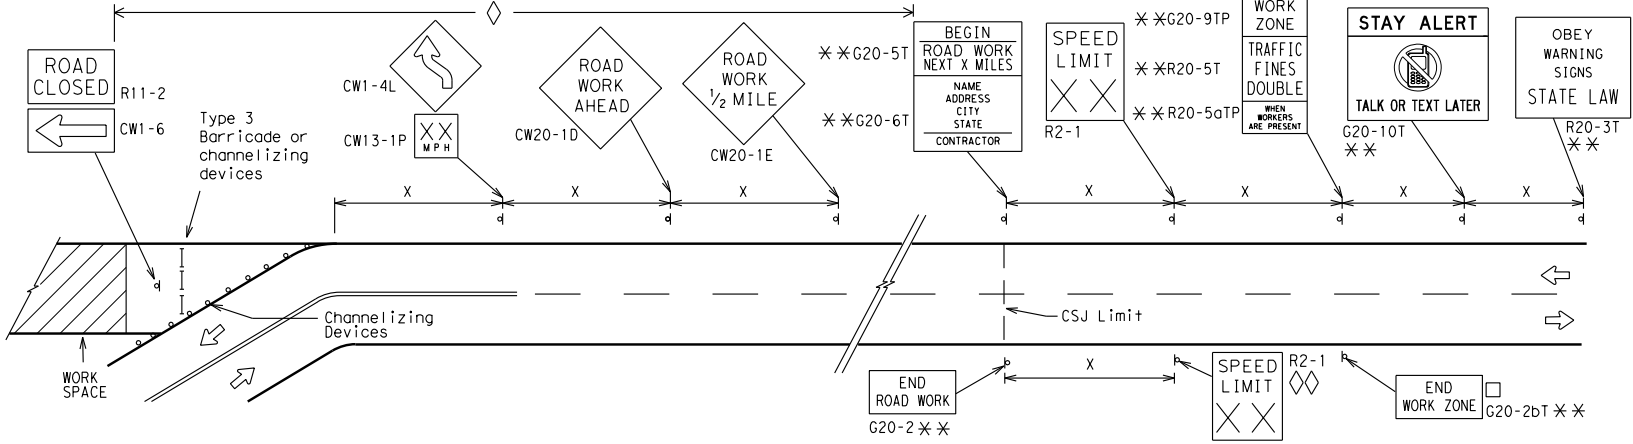 ROAD
CLOSED
R11-2
CW1-6
Type 3
Barricade or
channelizing
devices
CW1-4L
CW13-1P
X X
MPH
ROAD
WORK
AHEAD
CW20-1D
ROAD
WORK
1/2 MILE
CW20-1E
**G20-5T
**G20-6T
BEGIN
ROAD WORK
NEXT X MILES
NAME
ADDRESS
CITY
STATE
CONTRACTOR
SPEED
LIMIT
X X
R2-1
**G20-9TP
**R20-5T
**R20-5aTP
WORK
ZONE
TRAFFIC
FINES
DOUBLE
WHEN
WORKERS
ARE PRESENT
STAY ALERT
TALK OR TEXT LATER
G20-10T
**
OBEY
WARNING
SIGNS
STATE LAW
R20-3T
**
X
X
X
X
X
X
X
Channelizing
Devices
CSJ Limit
WORK
SPACE
X
END
ROAD WORK
G20-2 **
SPEED
LIMIT
X X
R2-1
END
WORK ZONE
G20-2bT **